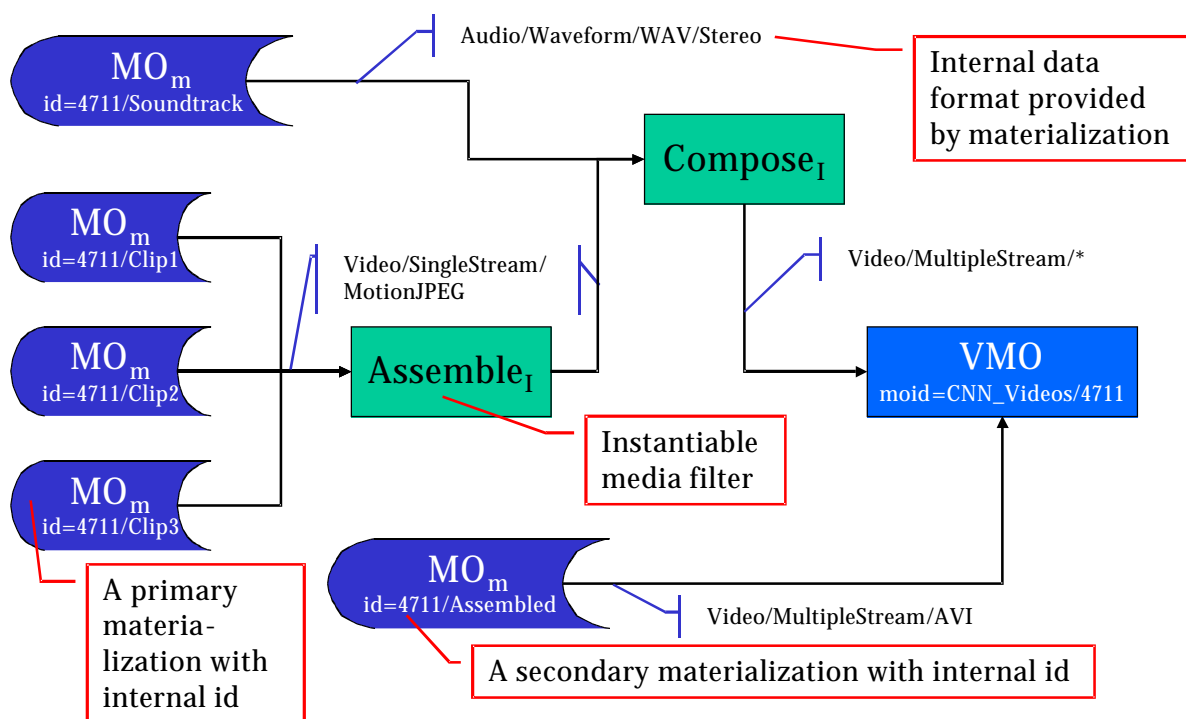 Audio/Waveform/WAV/Stereo
MOm
id=4711/Soundtrack
Internal data
format provided
by materialization
ComposeI
MOm
id=4711/Clip1
Video/SingleStream/
MotionJPEG
Video/MultipleStream/*
MOm
id=4711/Clip2
AssembleI
VMO
moid=CNN_Videos/4711
Instantiable
media filter
MOm
id=4711/Clip3
MOm
id=4711/Assembled
A primary
materia-
lization with
internal id
Video/MultipleStream/AVI
A secondary materialization with internal id